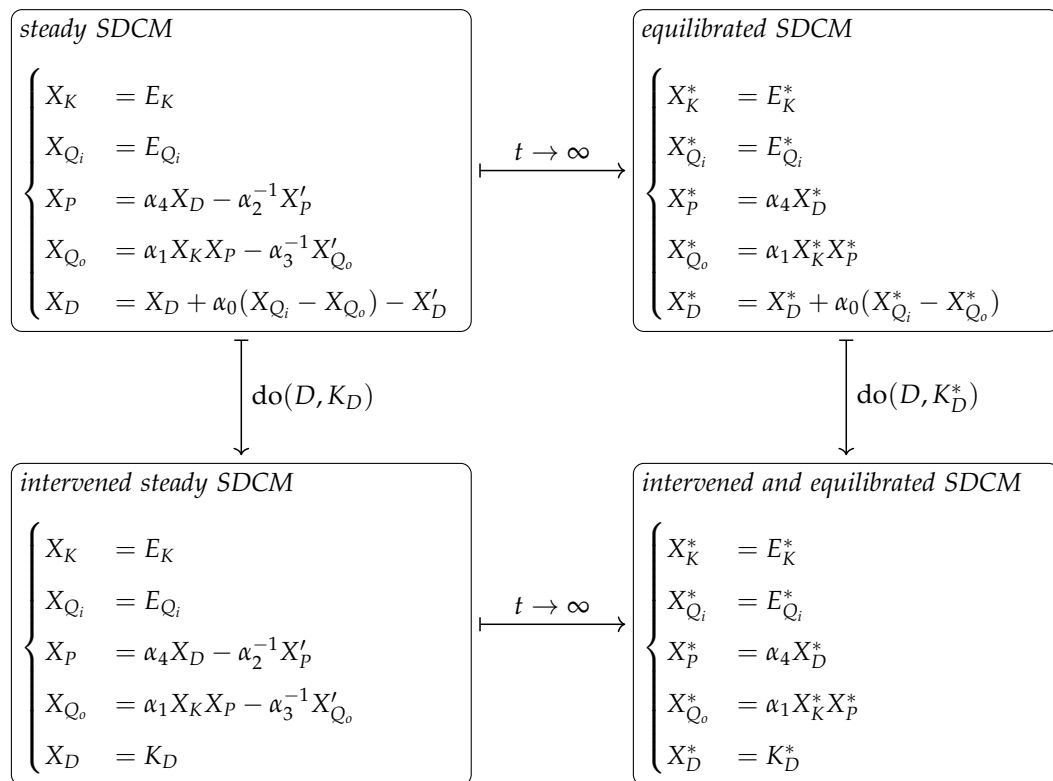 steady SDCM
X_K = E_K
X_{Q_i} = E_{Q_i}
X_P = α_4 X_D − α_2^{−1} X′_P
X_{Q_o} = α_1 X_K X_P − α_3^{−1} X′_{Q_o}
X_D = X_D + α_0(X_{Q_i} − X_{Q_o}) − X′_D
t → ∞
equilibrated SDCM
X*_K = E*_K
X*_{Q_i} = E*_{Q_i}
X*_P = α_4 X*_D
X*_{Q_o} = α_1 X*_K X*_P
X*_D = X*_D + α_0(X*_{Q_i} − X*_{Q_o})
do(D, K_D)
do(D, K*_D)
intervened steady SDCM
X_K = E_K
X_{Q_i} = E_{Q_i}
X_P = α_4 X_D − α_2^{−1} X′_P
X_{Q_o} = α_1 X_K X_P − α_3^{−1} X′_{Q_o}
X_D = K_D
t → ∞
intervened and equilibrated SDCM
X*_K = E*_K
X*_{Q_i} = E*_{Q_i}
X*_P = α_4 X*_D
X*_{Q_o} = α_1 X*_K X*_P
X*_D = K*_D